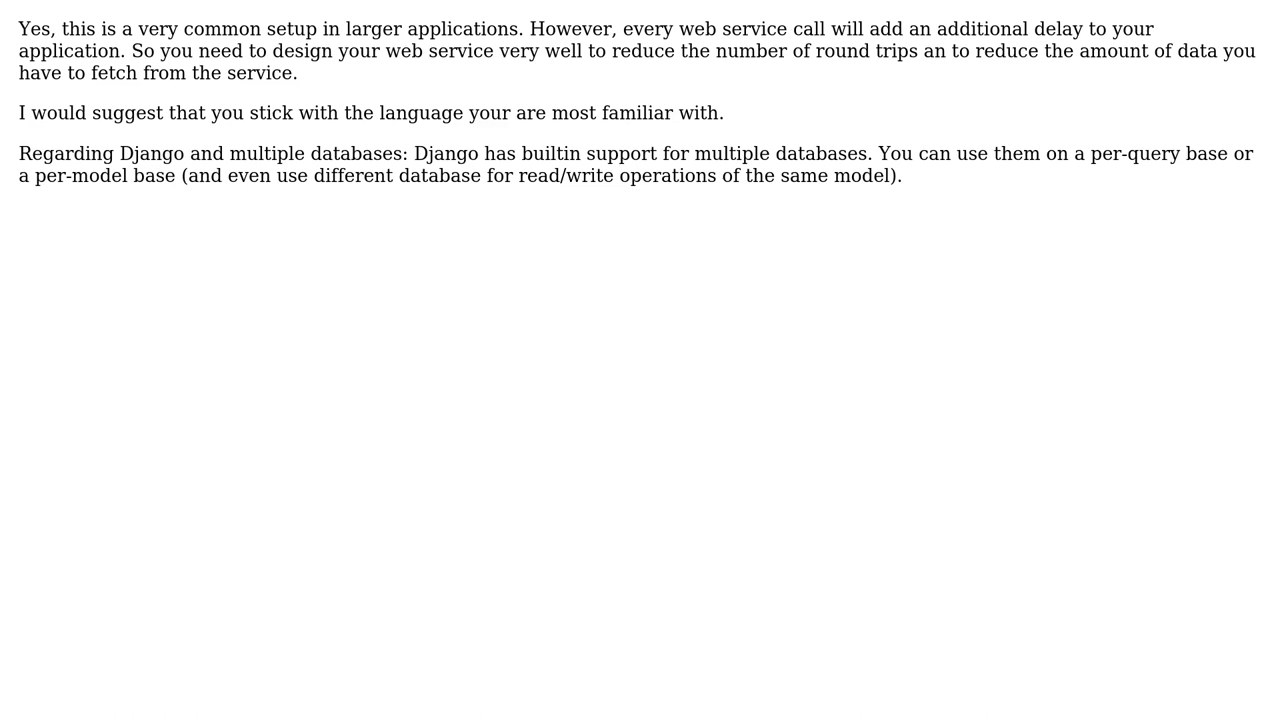 Yes, this is a very common setup in larger applications. However, every web service call will add an additional delay to your
application. So you need to design your web service very well to reduce the number of round trips an to reduce the amount of data you
have to fetch from the service.
I would suggest that you stick with the language your are most familiar with.
Regarding Django and multiple databases: Django has builtin support for multiple databases. You can use them on a per-query base or
a per-model base (and even use different database for read/write operations of the same model).